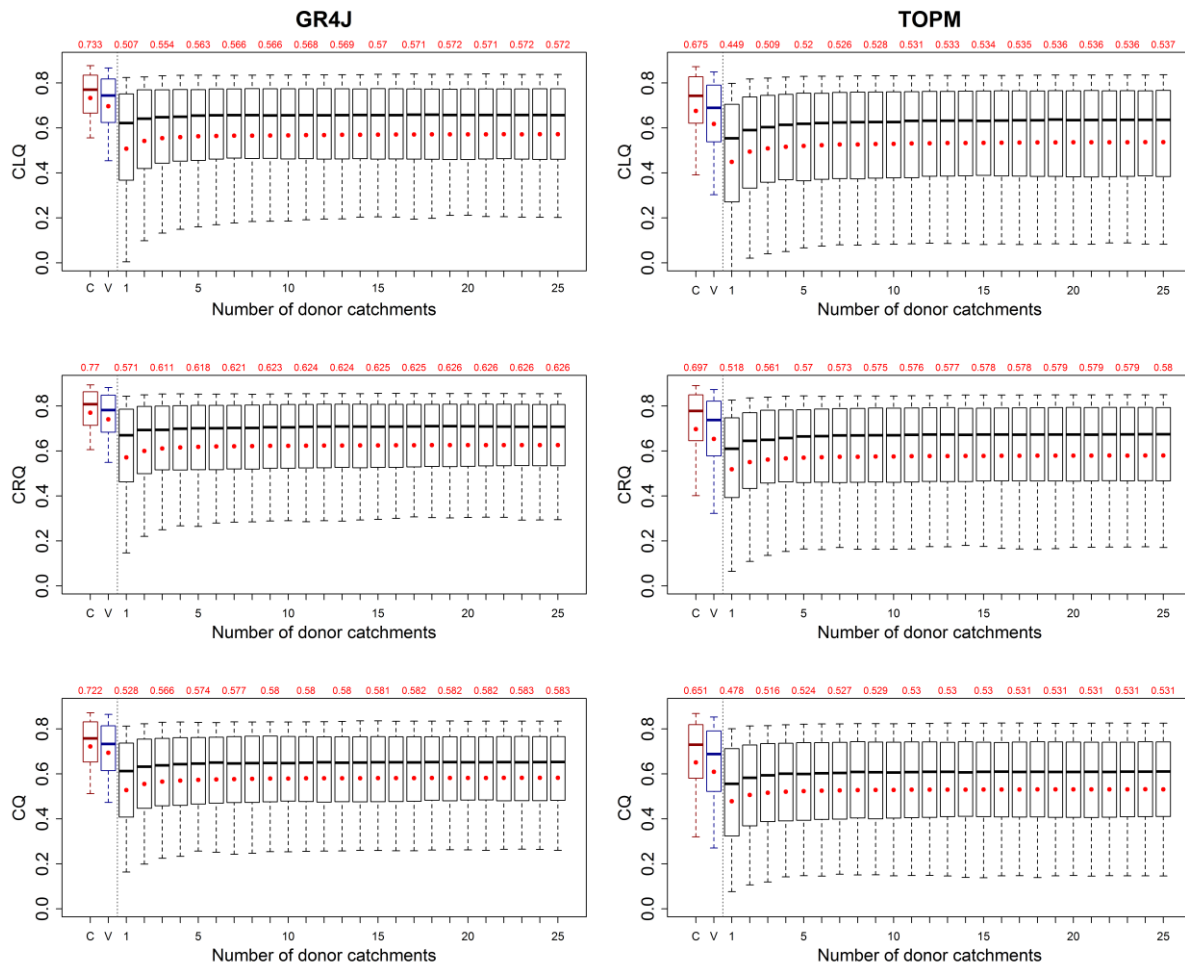 GR4J
TOPM
0.733 0.507 0.554 0.563 0.566 0.566 0.568 0.569 0.57 0.571 0.572 0.571 0.572 0.572
CLQ
0.8
0.6
0.4
0.2
0.0
C V 1 5 10 15 20 25
Number of donor catchments
0.675 0.449 0.509 0.52 0.526 0.528 0.531 0.533 0.534 0.535 0.536 0.536 0.536 0.537
CLQ
0.8
0.6
0.4
0.2
0.0
C V 1 5 10 15 20 25
Number of donor catchments
0.77 0.571 0.611 0.618 0.621 0.623 0.624 0.624 0.625 0.625 0.626 0.626 0.626 0.626
CRQ
0.8
0.6
0.4
0.2
0.0
C V 1 5 10 15 20 25
Number of donor catchments
0.697 0.518 0.561 0.57 0.573 0.575 0.576 0.577 0.578 0.578 0.579 0.579 0.579 0.58
CRQ
0.8
0.6
0.4
0.2
0.0
C V 1 5 10 15 20 25
Number of donor catchments
0.722 0.528 0.566 0.574 0.577 0.58 0.58 0.58 0.581 0.582 0.582 0.582 0.583 0.583
CQ
0.8
0.6
0.4
0.2
0.0
C V 1 5 10 15 20 25
Number of donor catchments
0.651 0.478 0.516 0.524 0.527 0.529 0.53 0.53 0.53 0.531 0.531 0.531 0.531 0.531
CQ
0.8
0.6
0.4
0.2
0.0
C V 1 5 10 15 20 25
Number of donor catchments